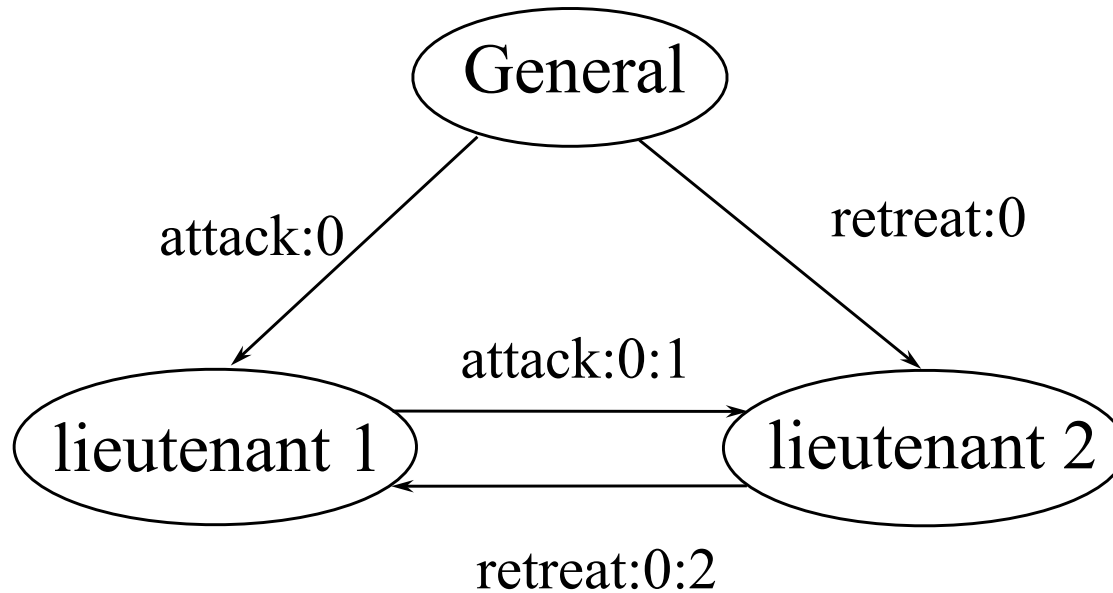 General
attack:0
retreat:0
attack:0:1
lieutenant 1
lieutenant 2
retreat:0:2